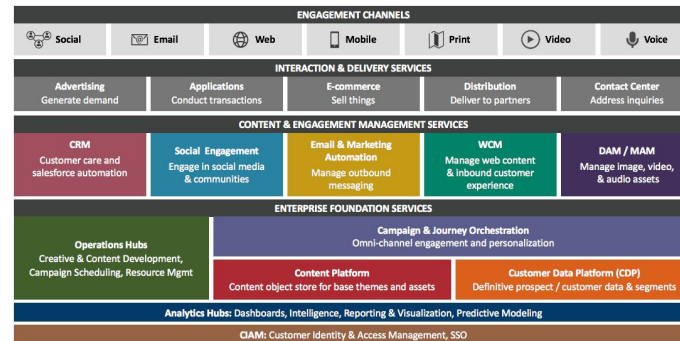 ENGAGEMENT CHANNELS
Social
Email
Web
Mobile
Print
Video
Voice
INTERACTION & DELIVERY SERVICES
Advertising
Generate demand
Applications
Conduct transactions
E-commerce
Sell things
Distribution
Deliver to partners
Contact Center
Address inquiries
CONTENT & ENGAGEMENT MANAGEMENT SERVICES
CRM
Customer care and
salesforce automation
Social Engagement
Engage in social media
& communities
Email & Marketing
Automation
Manage outbound
messaging
WCM
Manage web content
& inbound customer
experience
DAM / MAM
Manage image, video,
& audio assets
ENTERPRISE FOUNDATION SERVICES
Operations Hubs
Creative & Content Development,
Campaign Scheduling, Resource Mgmt
Campaign & Journey Orchestration
Omni-channel engagement and personalization
Content Platform
Content object store for base themes and assets
Customer Data Platform (CDP)
Definitive prospect / customer data & segments
Analytics Hubs: Dashboards, Intelligence, Reporting & Visualization, Predictive Modeling
CIAM: Customer Identity & Access Management, SSO